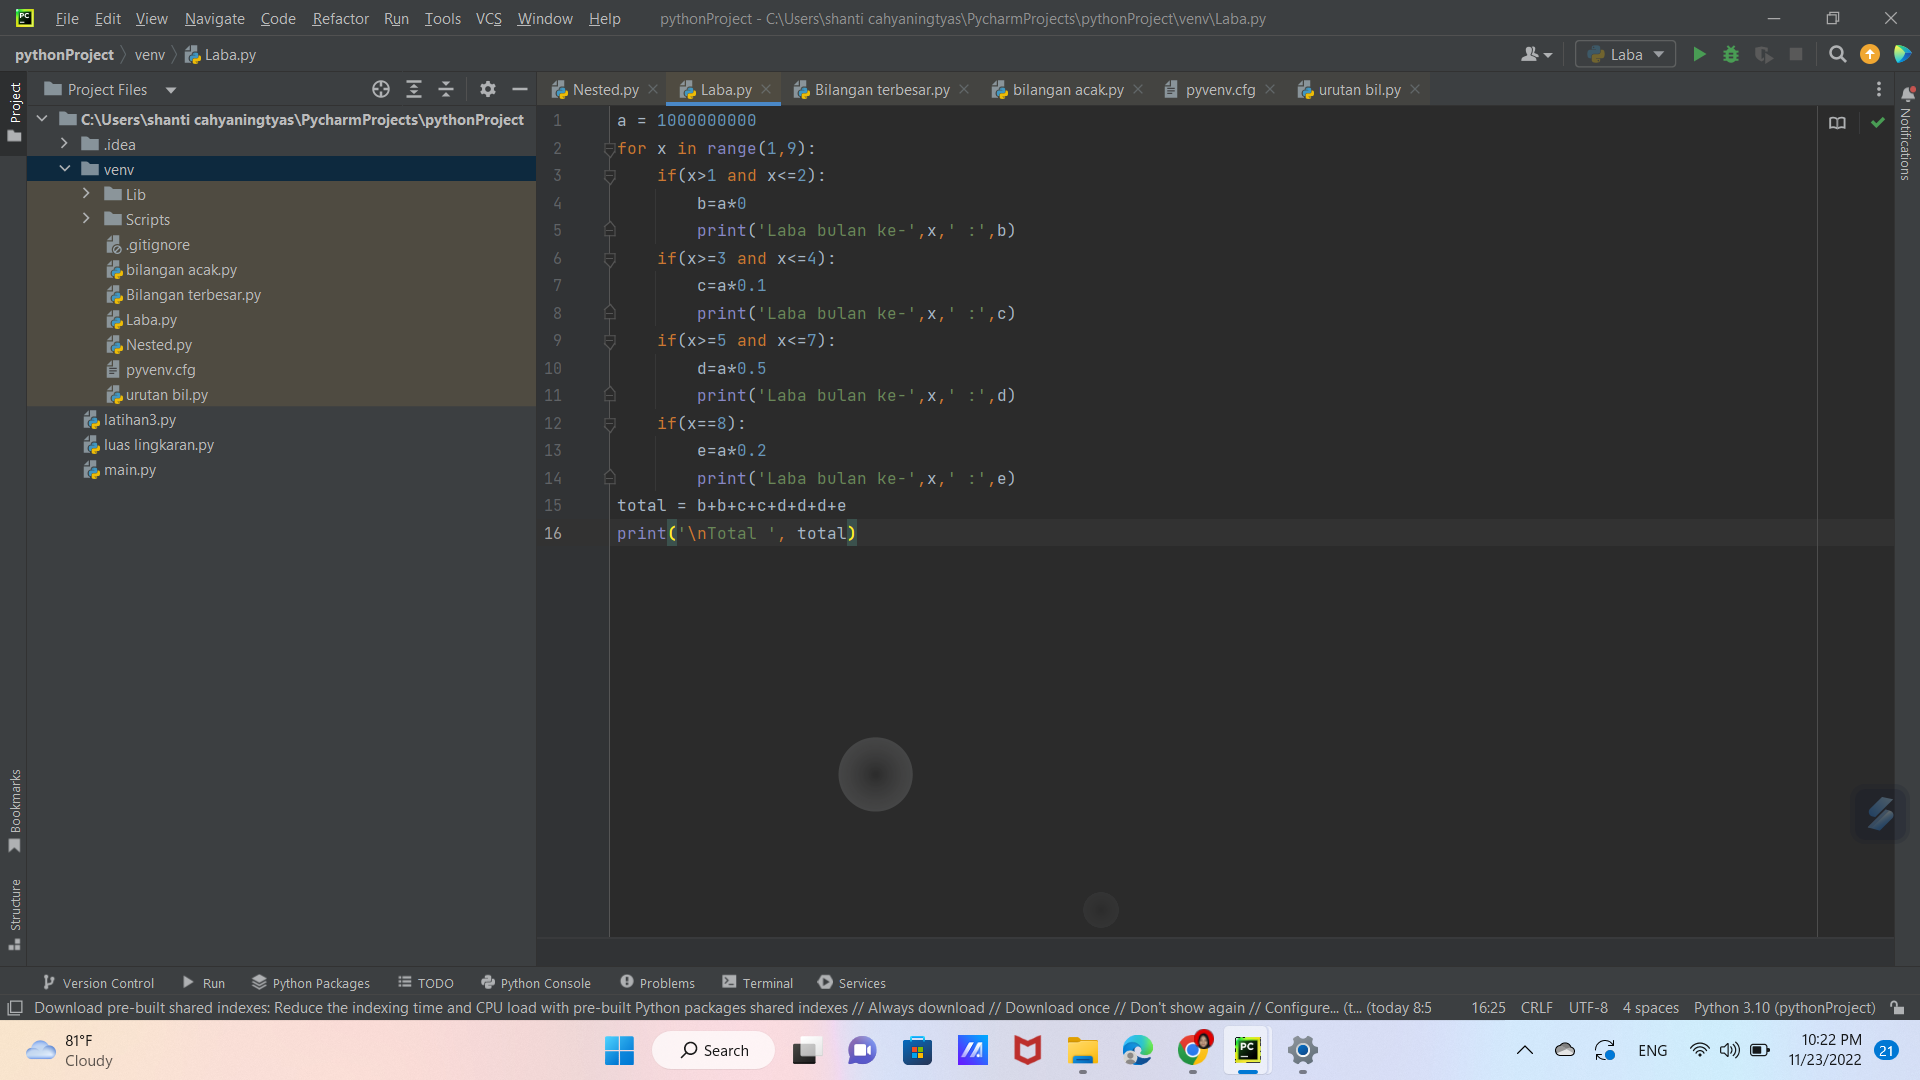 PC File Edit View Navigate Code Refactor Run Tools VCS Window Help pythonProject - C:\Users\shanti cahyaningtyas\PycharmProjects\pythonProject\venv\Laba.py
pythonProject venv Laba.py Laba
Project Project Files Nested.py Laba.py Bilangan terbesar.py bilangan acak.py pyvenv.cfg urutan bil.py Notifications
C:\Users\shanti cahyaningtyas\PycharmProjects\pythonProject
.idea
venv
Lib
Scripts
.gitignore
bilangan acak.py
Bilangan terbesar.py
Laba.py
Nested.py
pyvenv.cfg
urutan bil.py
latihan3.py
luas lingkaran.py
main.py
1 a = 1000000000
2 for x in range(1,9):
3 if(x>1 and x<=2):
4 b=a*0
5 print('Laba bulan ke-',x,' :',b)
6 if(x>=3 and x<=4):
7 c=a*0.1
8 print('Laba bulan ke-',x,' :',c)
9 if(x>=5 and x<=7):
10 d=a*0.5
11 print('Laba bulan ke-',x,' :',d)
12 if(x==8):
13 e=a*0.2
14 print('Laba bulan ke-',x,' :',e)
15 total = b+b+c+c+d+d+d+e
16 print('\nTotal ', total)
Bookmarks
Structure
Version Control Run Python Packages TODO Python Console Problems Terminal Services
Download pre-built shared indexes: Reduce the indexing time and CPU load with pre-built Python packages shared indexes // Always download // Download once // Don't show again // Configure... (t... (today 8:5 16:25 CRLF UTF-8 4 spaces Python 3.10 (pythonProject)
81°F
Cloudy
Search
PC
ENG
10:22 PM
11/23/2022
21